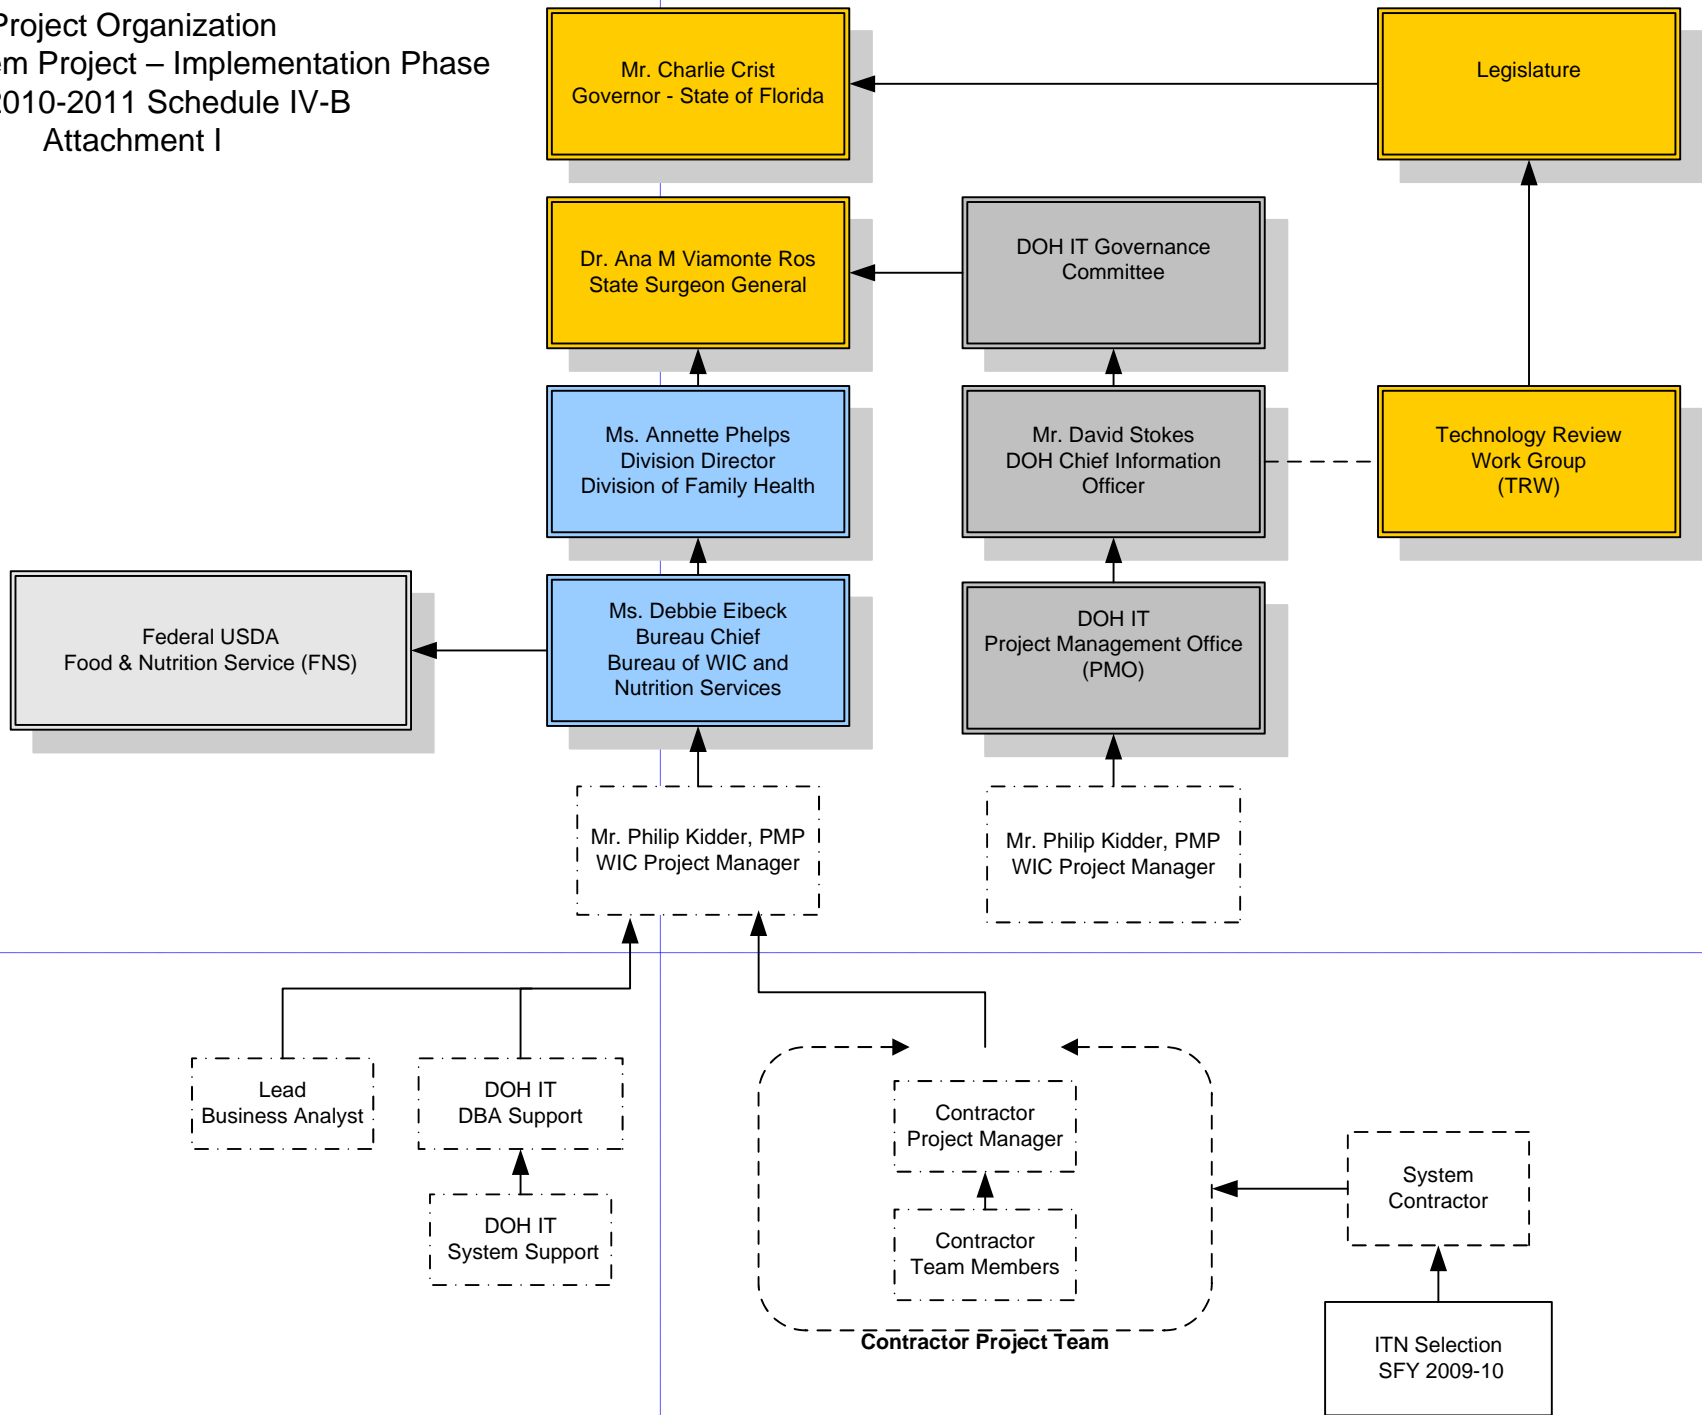 Project Organization
Project – Implementation Phase
2010-2011 Schedule IV-B
Attachment I
Mr. Charlie Crist
Governor - State of Florida
Legislature
Dr. Ana M Viamonte Ros
State Surgeon General
DOH IT Governance
Committee
Ms. Annette Phelps
Division Director
Division of Family Health
Mr. David Stokes
DOH Chief Information
Officer
Technology Review
Work Group
(TRW)
Federal USDA
Food & Nutrition Service (FNS)
Ms. Debbie Eibeck
Bureau Chief
Bureau of WIC and
Nutrition Services
DOH IT
Project Management Office
(PMO)
Mr. Philip Kidder, PMP
WIC Project Manager
Mr. Philip Kidder, PMP
WIC Project Manager
Lead
Business Analyst
DOH IT
DBA Support
DOH IT
System Support
Contractor
Project Manager
Contractor
Team Members
Contractor Project Team
System
Contractor
ITN Selection
SFY 2009-10